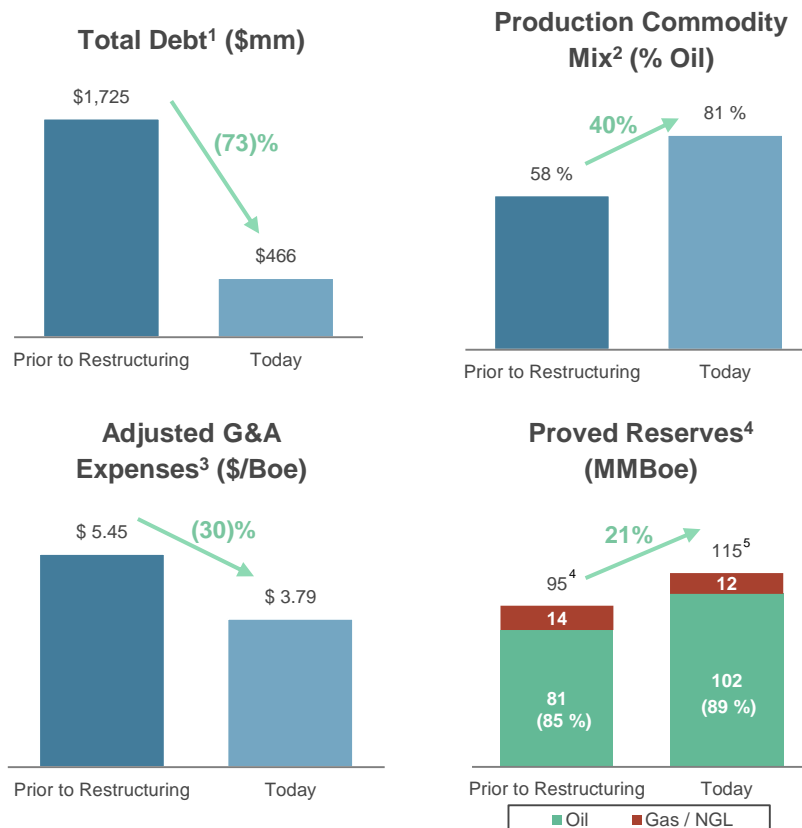 Total Debt¹ ($mm)
$1,725
(73)%
$466
Prior to Restructuring
Today
Production Commodity
Mix² (% Oil)
58 %
40%
81 %
Prior to Restructuring
Today
Adjusted G&A
Expenses³ ($/Boe)
$ 5.45
(30)%
$ 3.79
Prior to Restructuring
Today
Proved Reserves⁴
(MMBoe)
95⁴
21%
115⁵
14
12
81
(85 %)
102
(89 %)
Prior to Restructuring
Today
Oil
Gas / NGL